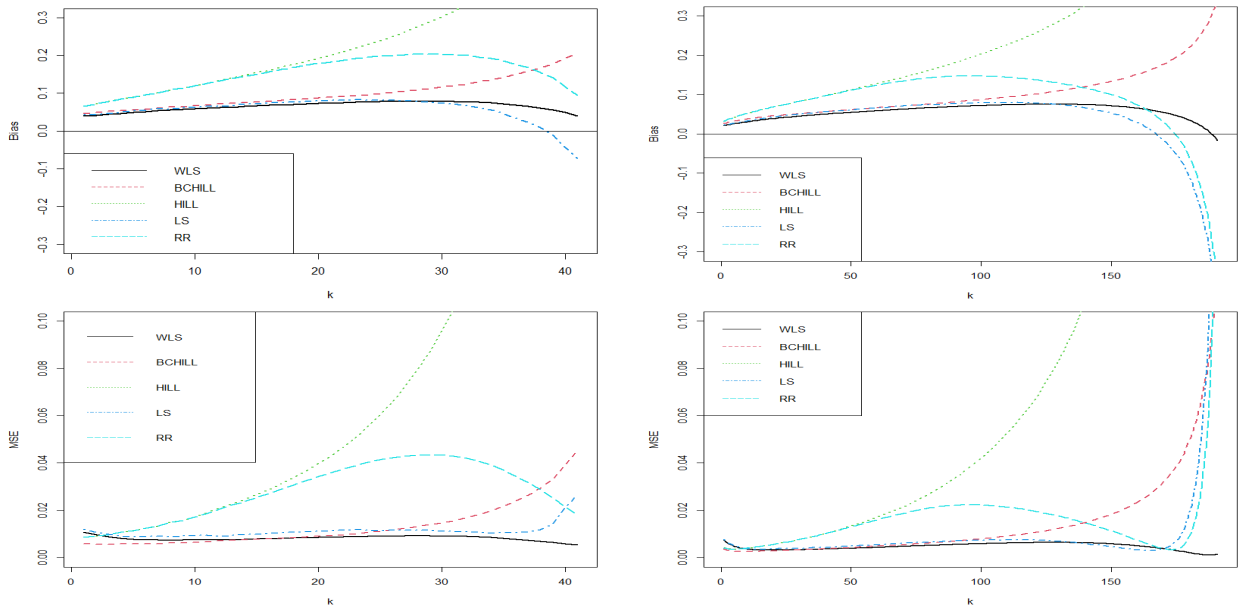 0.3
0.2
0.1
0.0
-0.1
-0.2
-0.3
Bias
WLS
BCHILL
HILL
LS
RR
0 10 20 30 40
k
0.3
0.2
0.1
0.0
-0.1
-0.2
-0.3
Bias
WLS
BCHILL
HILL
LS
RR
0 50 100 150
k
0.10
0.08
0.06
0.04
0.02
0.00
MSE
WLS
BCHILL
HILL
LS
RR
0 10 20 30 40
k
0.10
0.08
0.06
0.04
0.02
0.00
MSE
WLS
BCHILL
HILL
LS
RR
0 50 100 150
k